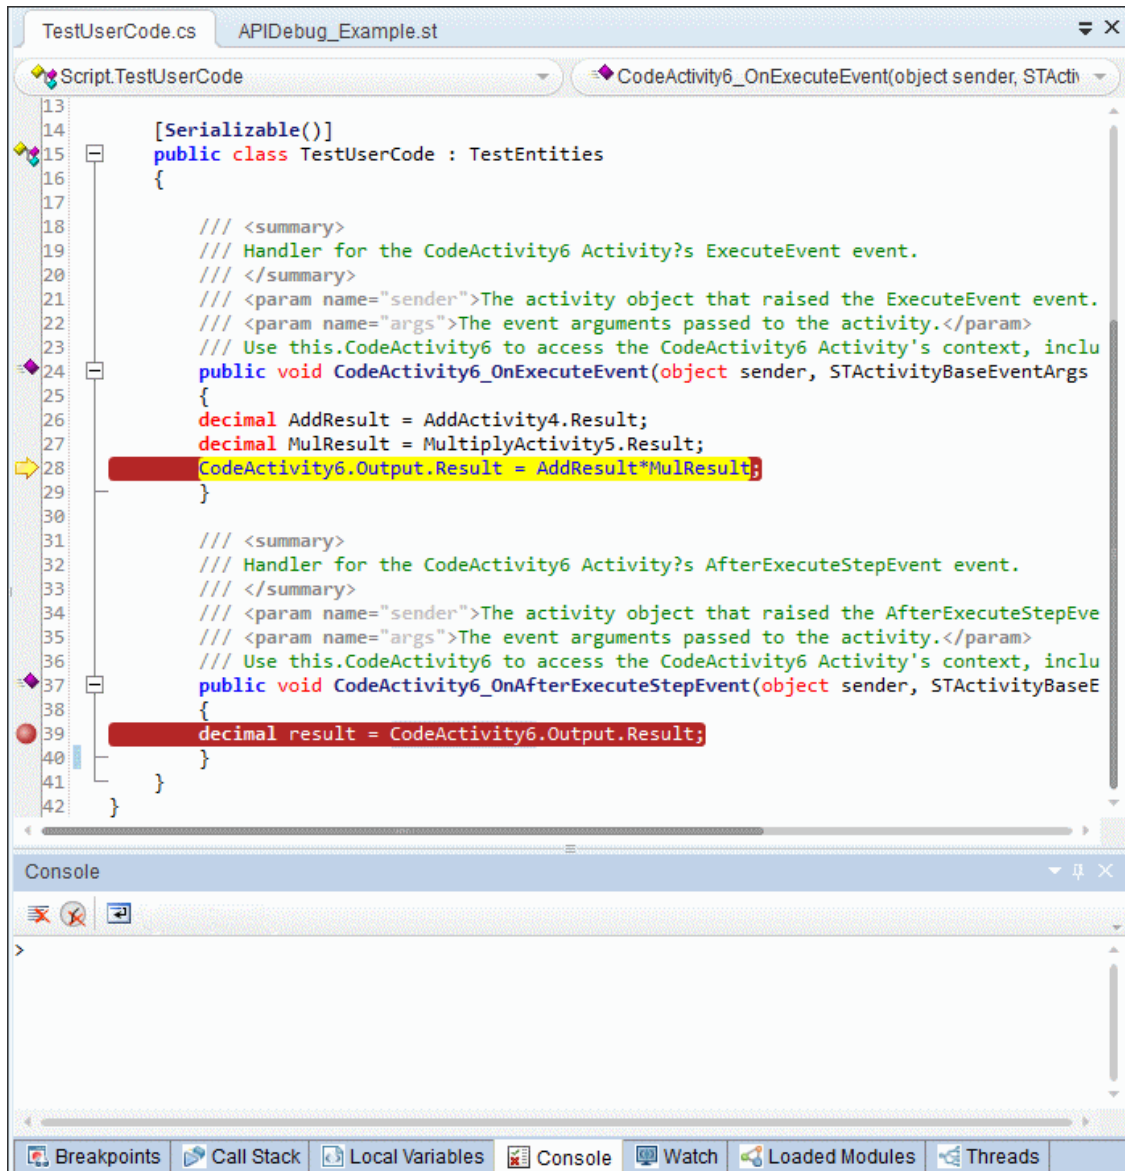 TestUserCode.cs APIDebug_Example.st
Script.TestUserCode CodeActivity6_OnExecuteEvent(object sender, STActiv
13
14 [Serializable()]
15 public class TestUserCode : TestEntities
16 {
17
18 /// <summary>
19 /// Handler for the CodeActivity6 Activity?s ExecuteEvent event.
20 /// </summary>
21 /// <param name="sender">The activity object that raised the ExecuteEvent event.
22 /// <param name="args">The event arguments passed to the activity.</param>
23 /// Use this.CodeActivity6 to access the CodeActivity6 Activity's context, inclu
24 public void CodeActivity6_OnExecuteEvent(object sender, STActivityBaseEventArgs
25 {
26 decimal AddResult = AddActivity4.Result;
27 decimal MulResult = MultiplyActivity5.Result;
28 CodeActivity6.Output.Result = AddResult*MulResult;
29 }
30
31 /// <summary>
32 /// Handler for the CodeActivity6 Activity?s AfterExecuteStepEvent event.
33 /// </summary>
34 /// <param name="sender">The activity object that raised the AfterExecuteStepEve
35 /// <param name="args">The event arguments passed to the activity.</param>
36 /// Use this.CodeActivity6 to access the CodeActivity6 Activity's context, inclu
37 public void CodeActivity6_OnAfterExecuteStepEvent(object sender, STActivityBaseE
38 {
39 decimal result = CodeActivity6.Output.Result;
40 }
41 }
42 }
Console
>
Breakpoints Call Stack Local Variables Console Watch Loaded Modules Threads